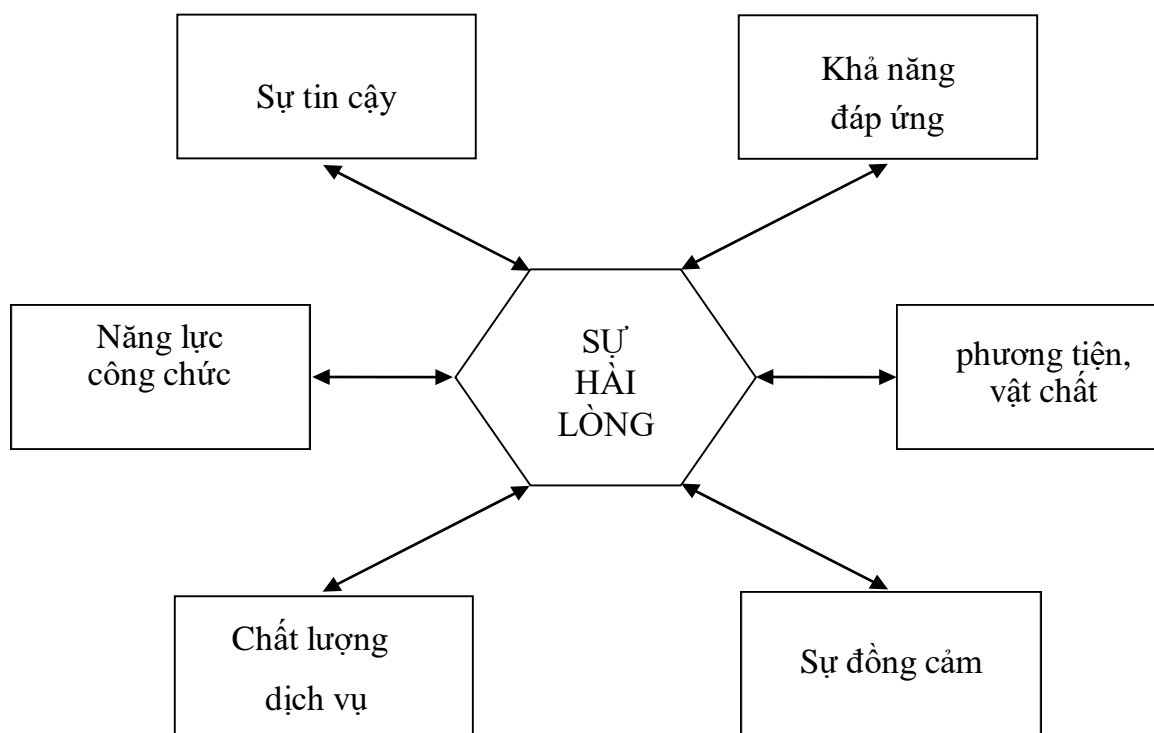 Sự tin cậy
Khả năng
đáp ứng
Năng lực
công chức
SỰ
HÀI
LÒNG
phương tiện,
vật chất
Chất lượng
dịch vụ
Sự đồng cảm